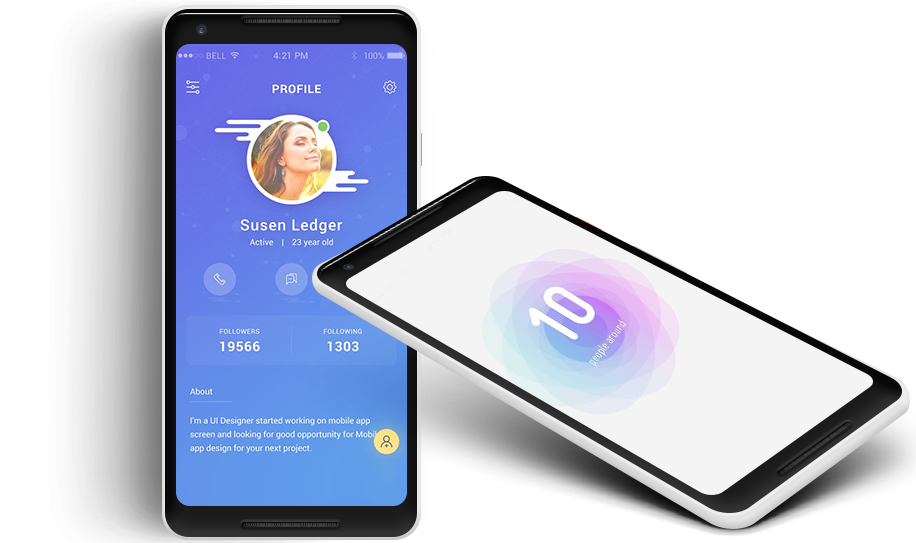 BELL 4:21 PM 100%
PROFILE
Susen Ledger
Active | 23 year old
FOLLOWERS FOLLOWING
19566 1303
About
I'm a UI Designer started working on mobile app
screen and looking for good opportunity for Mobil
app design for your next project.
10
people around